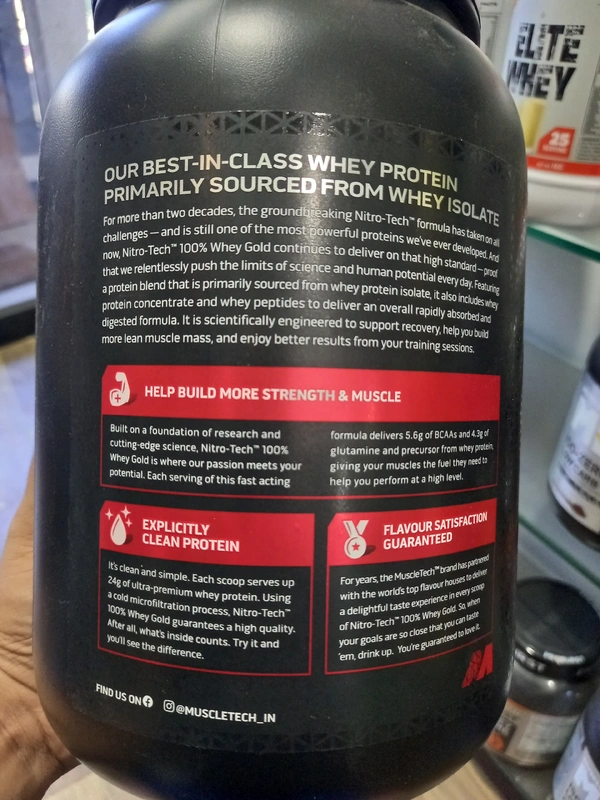 ELITE
WHEY
25
OUR BEST-IN-CLASS WHEY PROTEIN
PRIMARILY SOURCED FROM WHEY ISOLATE
For more than two decades, the groundbreaking Nitro-Tech™ formula has taken on all
challenges — and is still one of the most powerful proteins we've ever developed. And
now, Nitro-Tech™ 100% Whey Gold continues to deliver on that high standard — proof
that we relentlessly push the limits of science and human potential every day. Featuring
a protein blend that is primarily sourced from whey protein isolate, it also includes whey
protein concentrate and whey peptides to deliver an overall rapidly absorbed and
digested formula. It is scientifically engineered to support recovery, help you build
more lean muscle mass, and enjoy better results from your training sessions.
HELP BUILD MORE STRENGTH & MUSCLE
Built on a foundation of research and
cutting-edge science, Nitro-Tech™ 100%
Whey Gold is where our passion meets your
potential. Each serving of this fast acting
formula delivers 5.6g of BCAAs and 4.3g of
glutamine and precursor from whey protein,
giving your muscles the fuel they need to
help you perform at a high level.
EXPLICITLY
CLEAN PROTEIN
It's clean and simple. Each scoop serves up
24g of ultra-premium whey protein. Using
a cold microfiltration process, Nitro-Tech™
100% Whey Gold guarantees a high quality.
After all, what's inside counts. Try it and
you'll see the difference.
FLAVOUR SATISFACTION
GUARANTEED
For years, the MuscleTech™ brand has partnered
with the world's top flavour houses to deliver
a delightful taste experience in every scoop
of Nitro-Tech™ 100% Whey Gold. So, when
your goals are so close that you can taste
'em, drink up. You're guaranteed to love it.
FIND US ON
@MUSCLETECH_IN